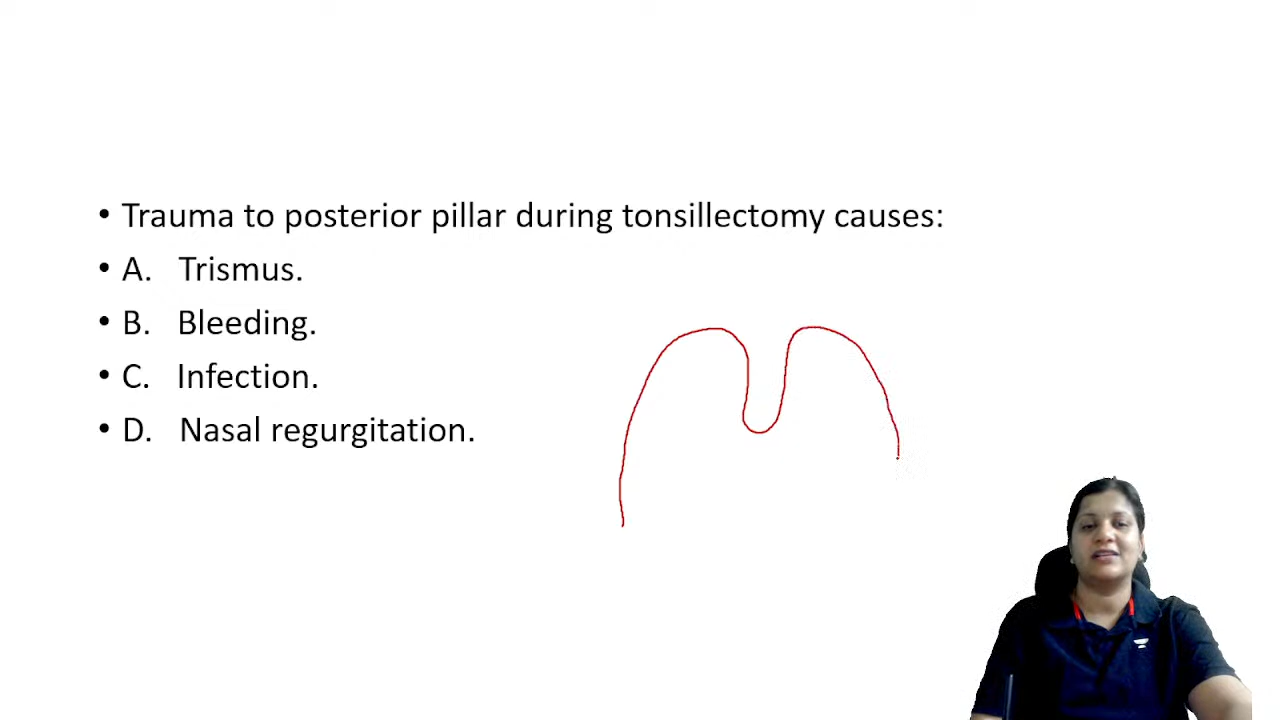 • Trauma to posterior pillar during tonsillectomy causes:
• A. Trismus.
• B. Bleeding.
• C. Infection.
• D. Nasal regurgitation.